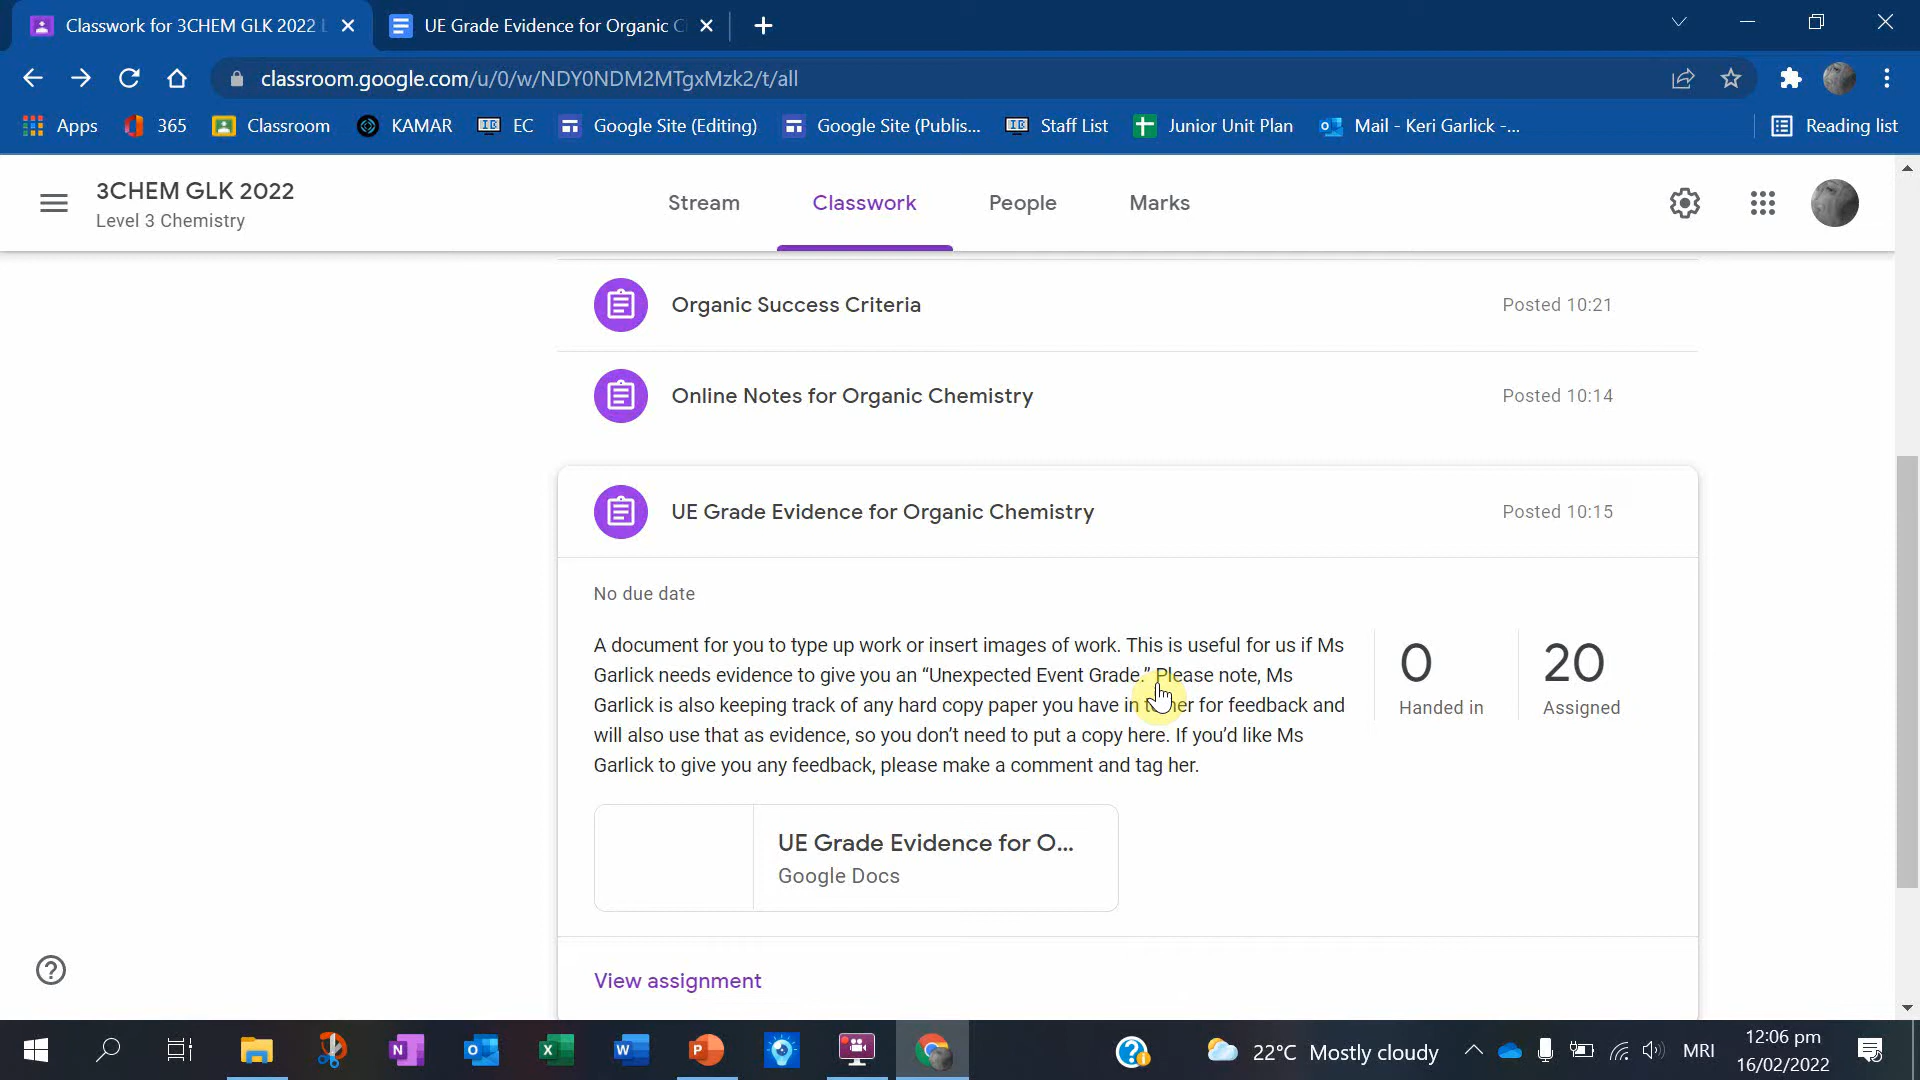 Classwork for 3CHEM GLK 2022
UE Grade Evidence for Organic C
classroom.google.com/u/0/w/NDY0NDM2MTgxMzk2/t/all
Apps
365
Classroom
KAMAR
EC
Google Site (Editing)
Google Site (Publis...
Staff List
Junior Unit Plan
Mail - Keri Garlick -...
Reading list
3CHEM GLK 2022
Level 3 Chemistry
Stream
Classwork
People
Marks
Organic Success Criteria
Posted 10:21
Online Notes for Organic Chemistry
Posted 10:14
UE Grade Evidence for Organic Chemistry
Posted 10:15
No due date
A document for you to type up work or insert images of work. This is useful for us if Ms
Garlick needs evidence to give you an “Unexpected Event Grade.” Please note, Ms
Garlick is also keeping track of any hard copy paper you have in to her for feedback and
will also use that as evidence, so you don’t need to put a copy here. If you’d like Ms
Garlick to give you any feedback, please make a comment and tag her.
0
Handed in
20
Assigned
UE Grade Evidence for O...
Google Docs
View assignment
22°C Mostly cloudy
MRI
12:06 pm
16/02/2022